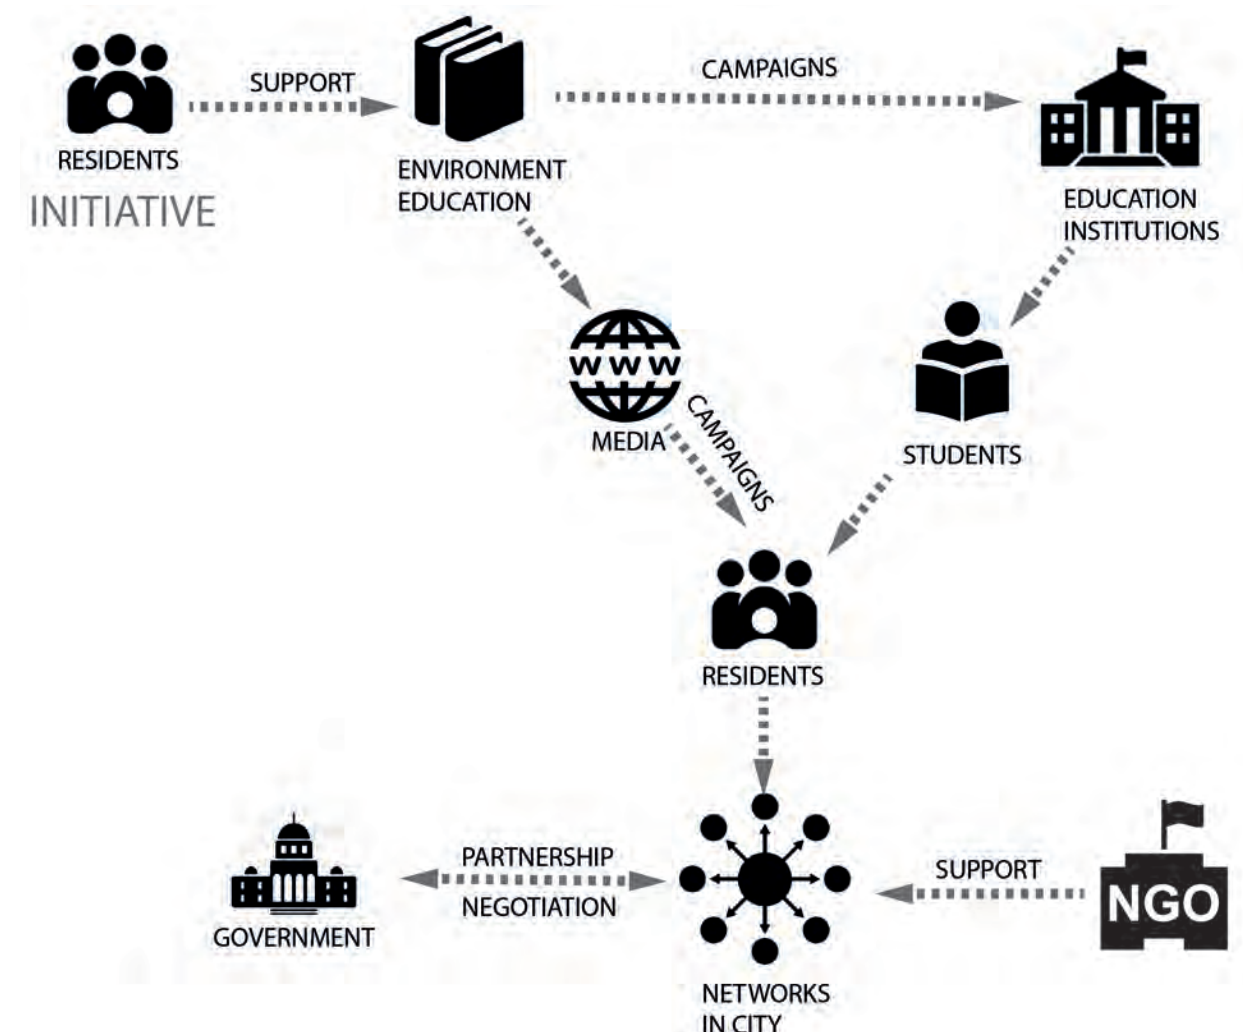 SUPPORT
CAMPAIGNS
RESIDENTS
INITIATIVE
ENVIRONMENT
EDUCATION
EDUCATION
INSTITUTIONS
WWW
MEDIA
CAMPAIGNS
STUDENTS
RESIDENTS
PARTNERSHIP
NEGOTIATION
GOVERNMENT
SUPPORT
NGO
NETWORKS
IN CITY